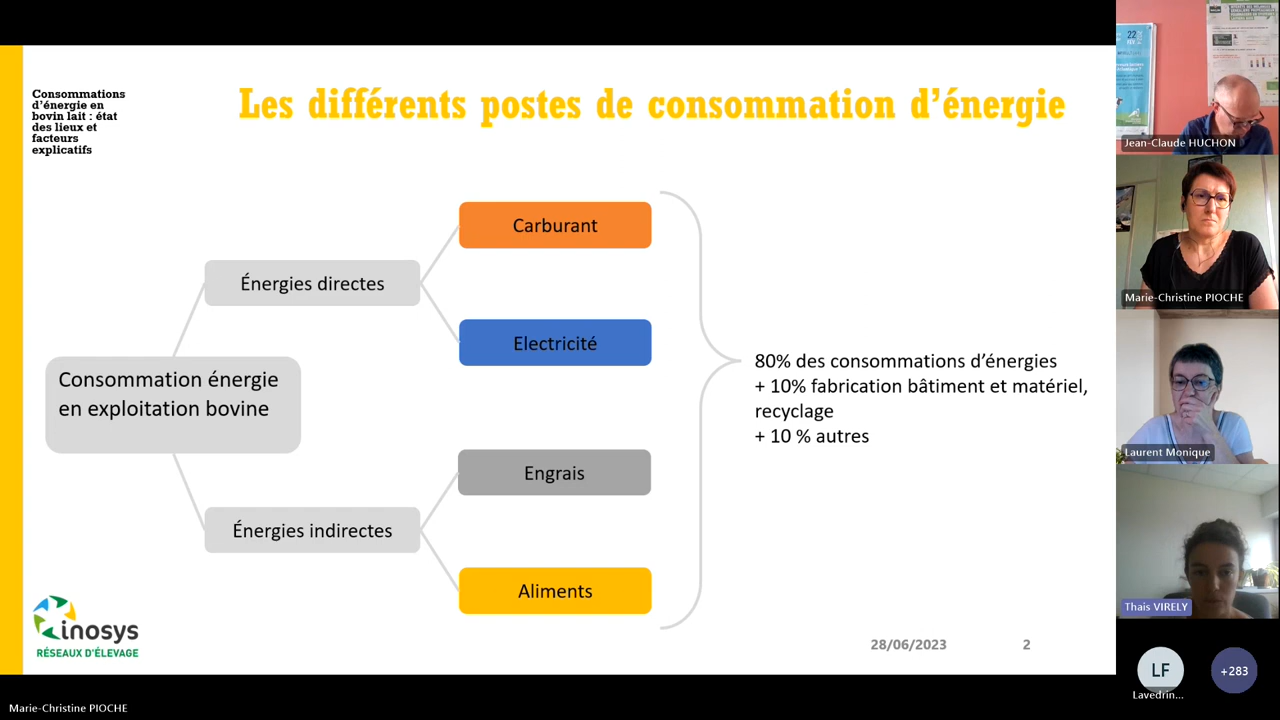 Consommations
d'énergie en
bovin lait : état
des lieux et
facteurs
explicatifs
Les différents postes de consommation d'énergie
Carburant
Énergies directes
Electricité
Consommation énergie
en exploitation bovine
80% des consommations d'énergies
+ 10% fabrication bâtiment et matériel,
recyclage
+ 10 % autres
Engrais
Énergies indirectes
Aliments
inosys
RÉSEAUX D'ÉLEVAGE
28/06/2023
2
Marie-Christine PIOCHE
22
Jean-Claude HUCHON
Marie-Christine PIOCHE
Laurent Monique
Thais VIRELY
LF
Lavedrin...
+283